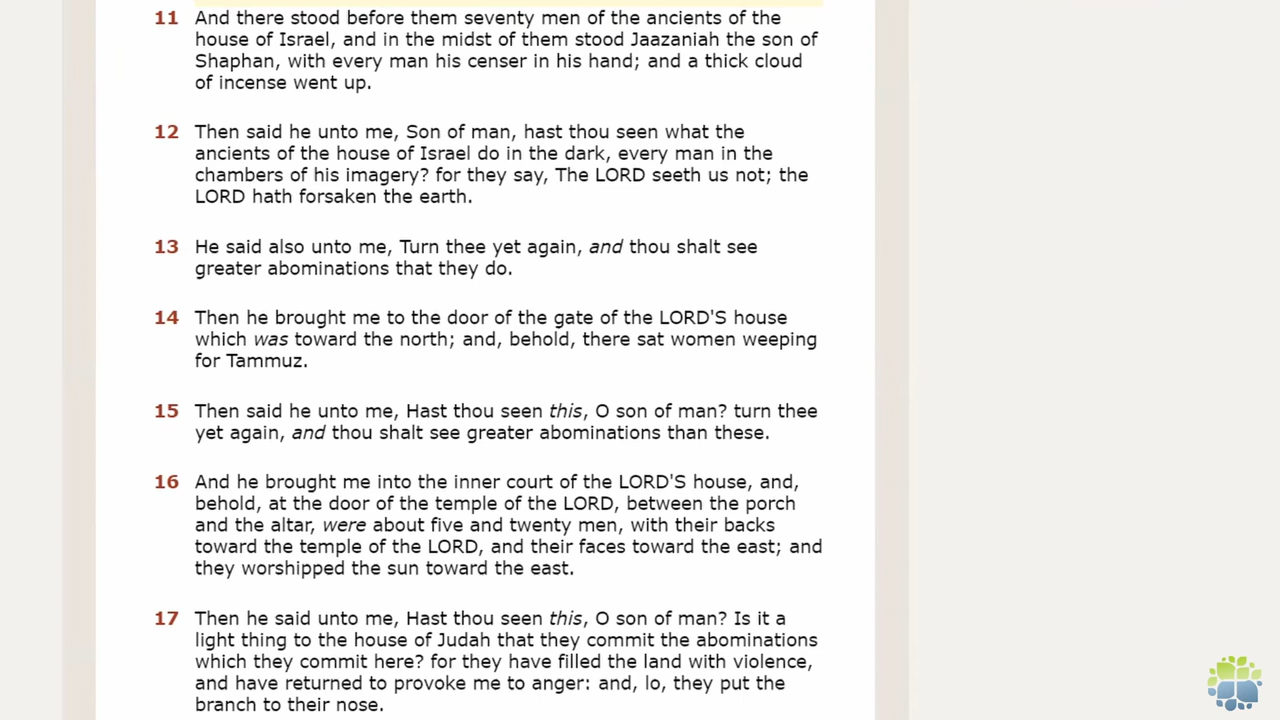 11 And there stood before them seventy men of the ancients of the
house of Israel, and in the midst of them stood Jaazaniah the son of
Shaphan, with every man his censer in his hand; and a thick cloud
of incense went up.
12 Then said he unto me, Son of man, hast thou seen what the
ancients of the house of Israel do in the dark, every man in the
chambers of his imagery? for they say, The LORD seeth us not; the
LORD hath forsaken the earth.
13 He said also unto me, Turn thee yet again, and thou shalt see
greater abominations that they do.
14 Then he brought me to the door of the gate of the LORD'S house
which was toward the north; and, behold, there sat women weeping
for Tammuz.
15 Then said he unto me, Hast thou seen this, O son of man? turn thee
yet again, and thou shalt see greater abominations than these.
16 And he brought me into the inner court of the LORD'S house, and,
behold, at the door of the temple of the LORD, between the porch
and the altar, were about five and twenty men, with their backs
toward the temple of the LORD, and their faces toward the east; and
they worshipped the sun toward the east.
17 Then he said unto me, Hast thou seen this, O son of man? Is it a
light thing to the house of Judah that they commit the abominations
which they commit here? for they have filled the land with violence,
and have returned to provoke me to anger: and, lo, they put the
branch to their nose.